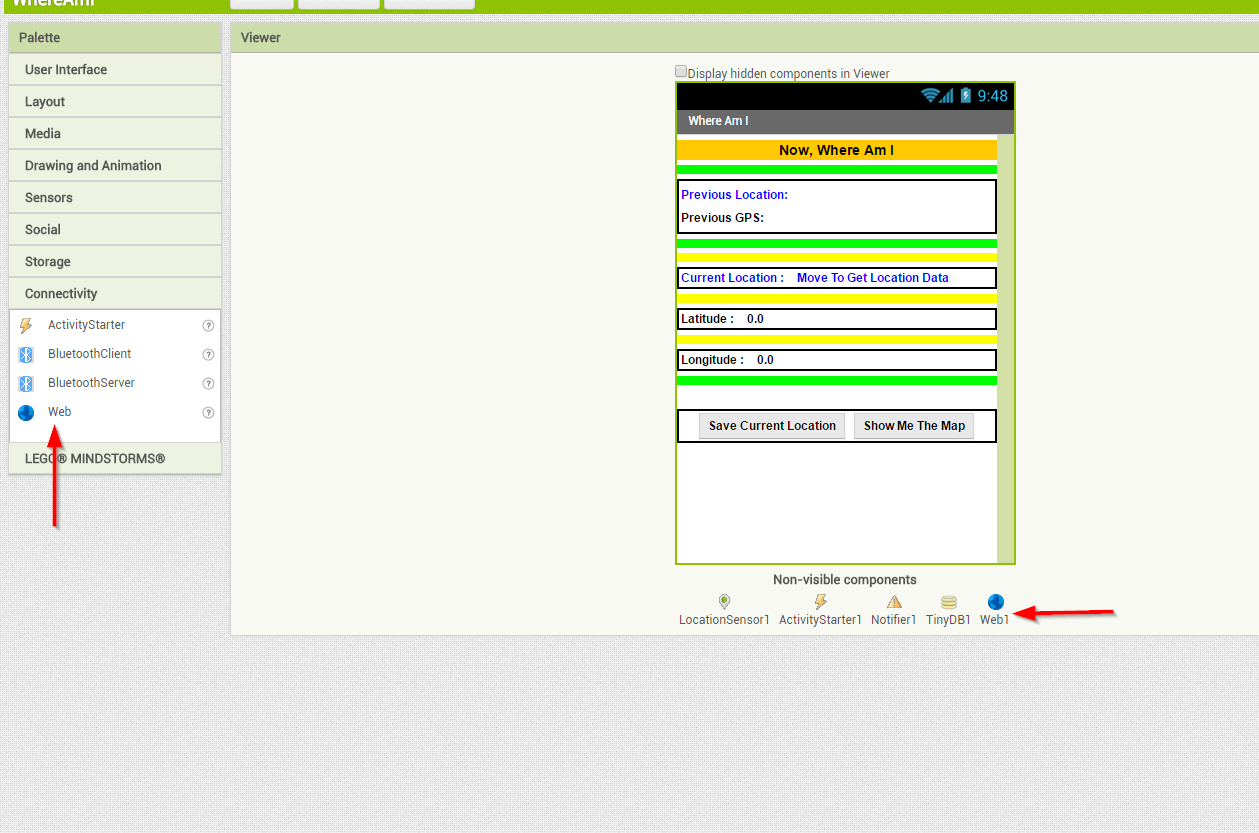 WhereAmI
Palette
User Interface
Layout
Media
Drawing and Animation
Sensors
Social
Storage
Connectivity
ActivityStarter ?
BluetoothClient ?
BluetoothServer ?
Web ?
LEGO® MINDSTORMS®
Viewer
Display hidden components in Viewer
9:48
Where Am I
Now, Where Am I
Previous Location:
Previous GPS:
Current Location : Move To Get Location Data
Latitude : 0.0
Longitude : 0.0
Save Current Location Show Me The Map
Non-visible components
LocationSensor1 ActivityStarter1 Notifier1 TinyDB1 Web1